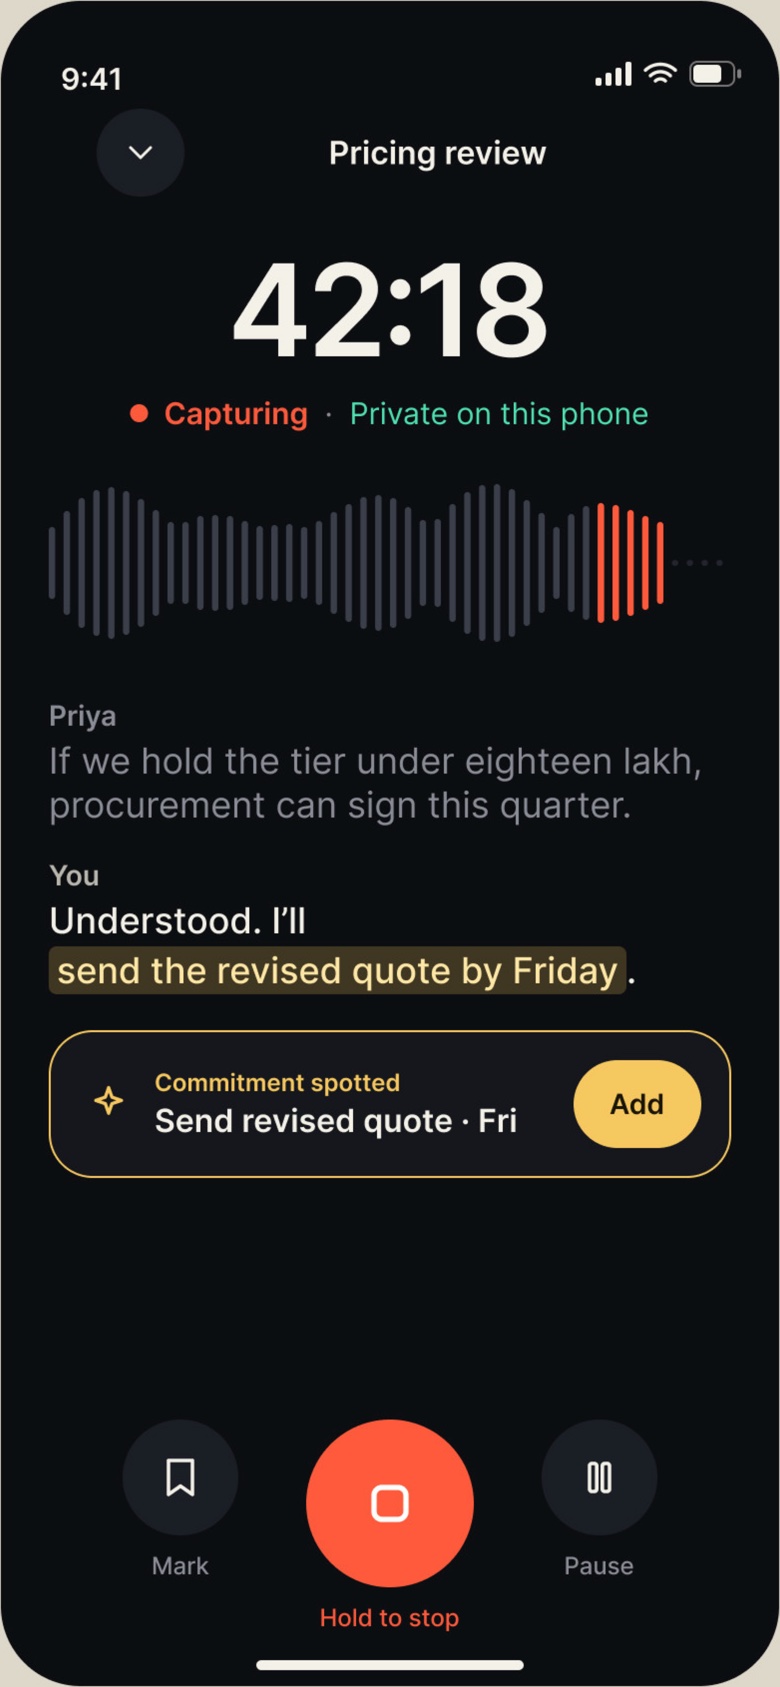 9:41
Pricing review
42:18
Capturing · Private on this phone
Priya
If we hold the tier under eighteen lakh,
procurement can sign this quarter.
You
Understood. I’ll
send the revised quote by Friday.
Commitment spotted
Send revised quote · Fri
Add
Mark
Pause
Hold to stop